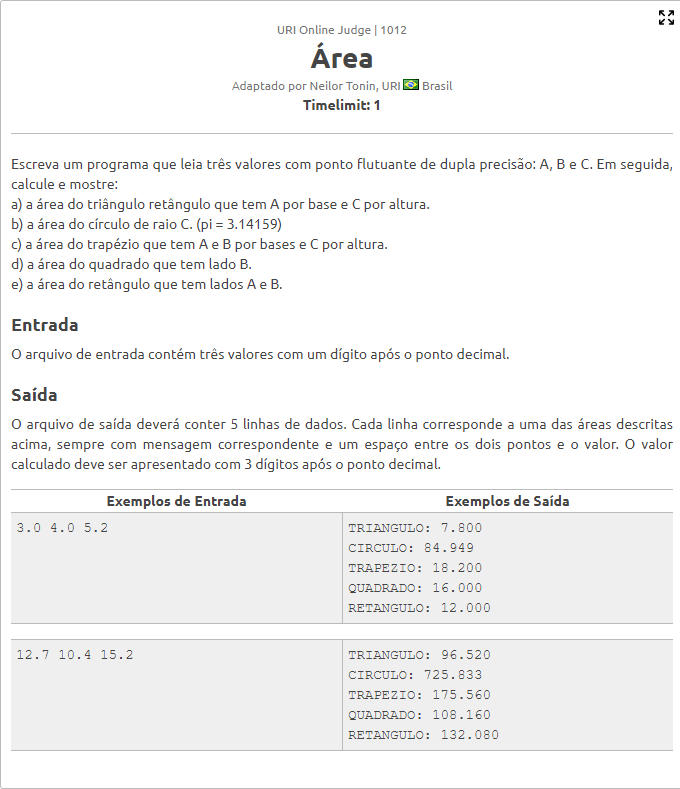 URI Online Judge | 1012
Área
Adaptado por Neilor Tonin, URI Brasil
Timelimit: 1
Escreva um programa que leia três valores com ponto flutuante de dupla precisão: A, B e C. Em seguida,
calcule e mostre:
a) a área do triângulo retângulo que tem A por base e C por altura.
b) a área do círculo de raio C. (pi = 3.14159)
c) a área do trapézio que tem A e B por bases e C por altura.
d) a área do quadrado que tem lado B.
e) a área do retângulo que tem lados A e B.
Entrada
O arquivo de entrada contém três valores com um dígito após o ponto decimal.
Saída
O arquivo de saída deverá conter 5 linhas de dados. Cada linha corresponde a uma das áreas descritas
acima, sempre com mensagem correspondente e um espaço entre os dois pontos e o valor. O valor
calculado deve ser apresentado com 3 dígitos após o ponto decimal.
Exemplos de Entrada Exemplos de Saída
3.0 4.0 5.2 TRIANGULO: 7.800
CIRCULO: 84.949
TRAPEZIO: 18.200
QUADRADO: 16.000
RETANGULO: 12.000
12.7 10.4 15.2 TRIANGULO: 96.520
CIRCULO: 725.833
TRAPEZIO: 175.560
QUADRADO: 108.160
RETANGULO: 132.080